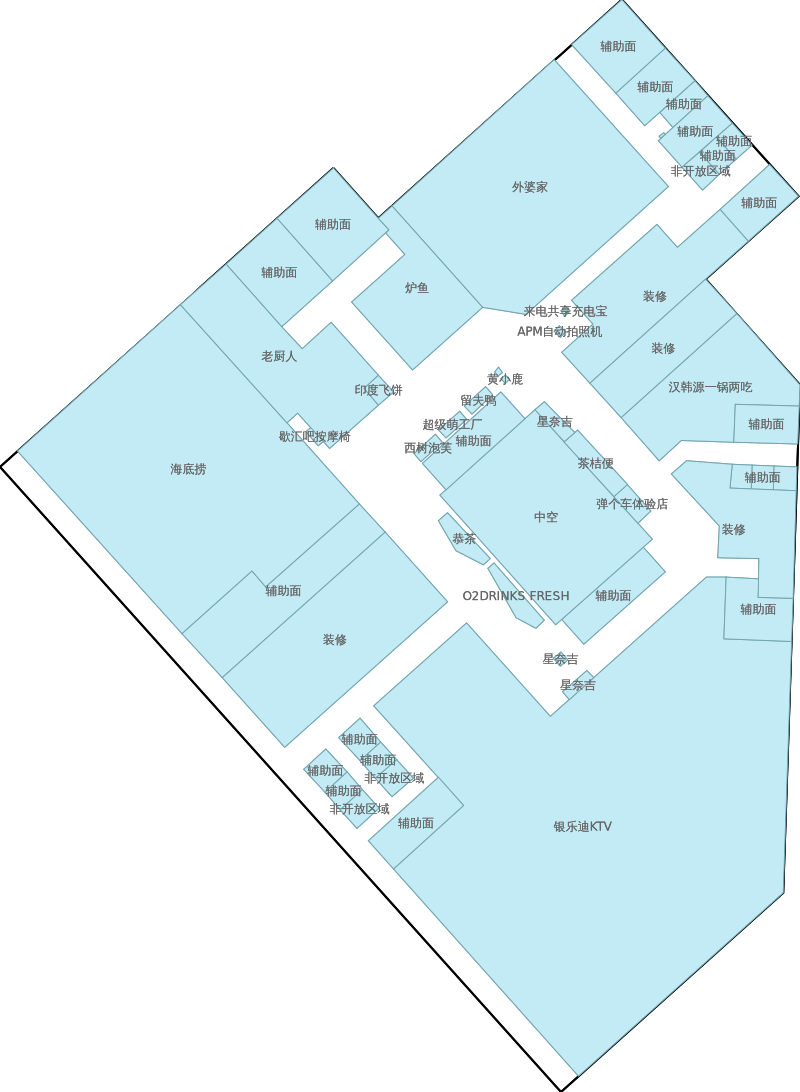 辅助面
辅助面
辅助面
辅助面
辅助面
辅助面
非开放区域
外婆家
辅助面
辅助面
辅助面
炉鱼
装修
来电共享充电宝
APM自动拍照机
装修
老厨人
黄小鹿
汉韩源一锅两吃
印度飞饼
留夫鸭
超级萌工厂
星奈吉
辅助面
歇汇吧按摩椅
西树泡芙
辅助面
海底捞
茶桔便
辅助面
弹个车体验店
中空
装修
恭茶
辅助面
O2DRINKS FRESH
辅助面
辅助面
装修
星奈吉
星奈吉
辅助面
辅助面
辅助面
非开放区域
辅助面
非开放区域
辅助面
银乐迪KTV